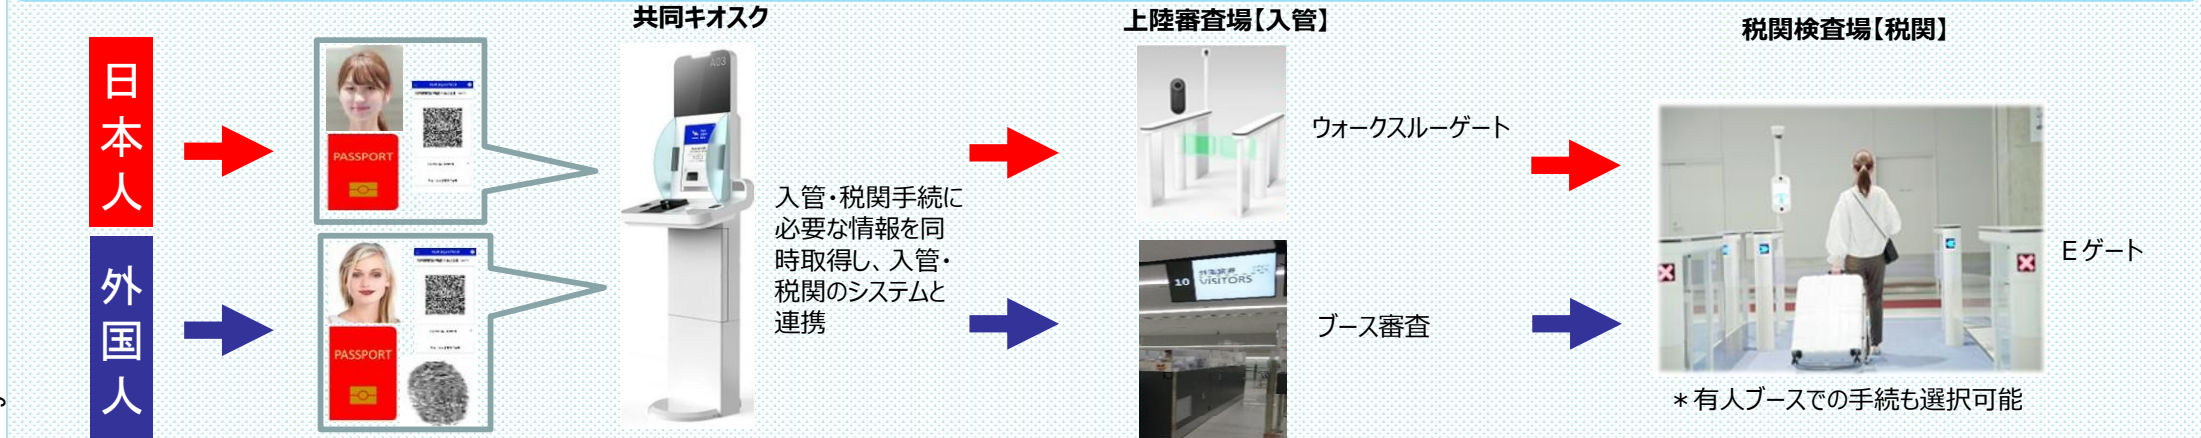 共同キオスク
上陸審査場【入管】
税関検査場【税関】
日本人
PASSPORT
A03
ウォークスルーゲート
入管・税関手続に
必要な情報を同
時取得し、入管・
税関のシステムと
連携
外国人
PASSPORT
10
VISITORS
ブース審査
Eゲート
＊有人ブースでの手続も選択可能